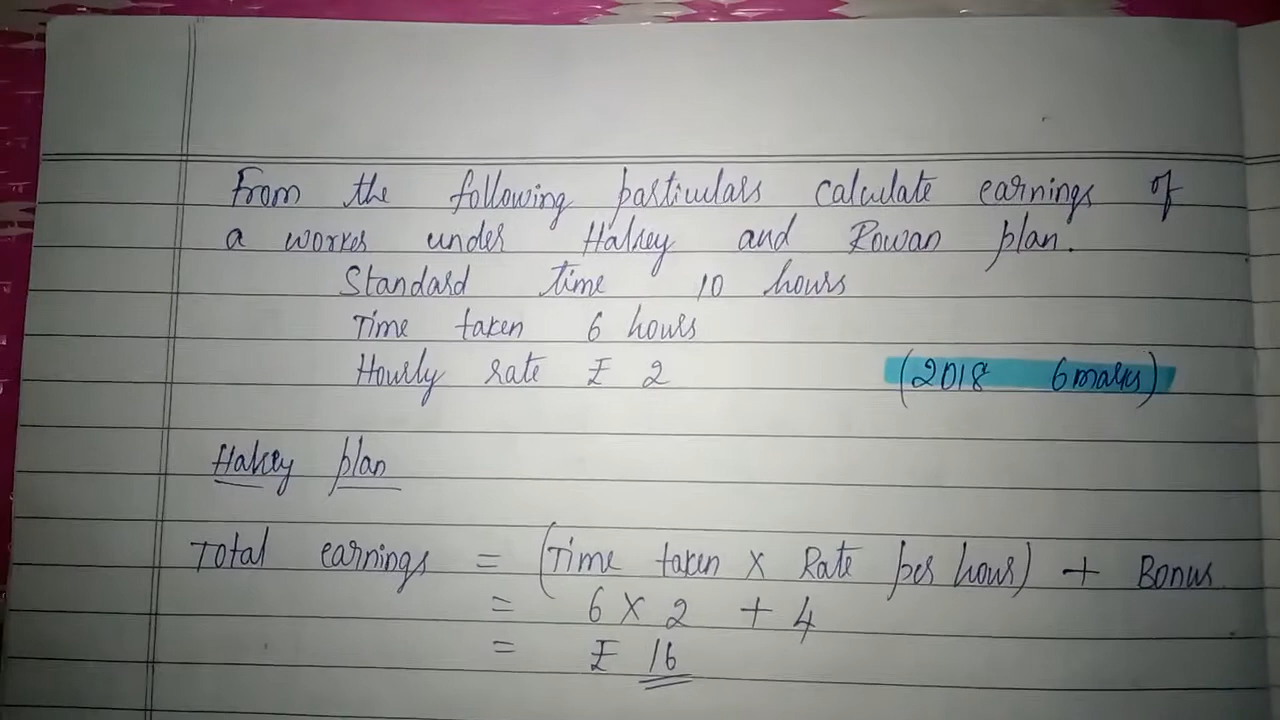 From the following particulars calculate earnings of
a worker under Halsey and Rowan plan.
Standard time 10 hours
Time taken 6 hours
Hourly rate ₹ 2 (2018 6 marks)
Halsey plan
Total earnings = (Time taken X Rate per hour) + Bonus
= 6 X 2 + 4
= ₹ 16